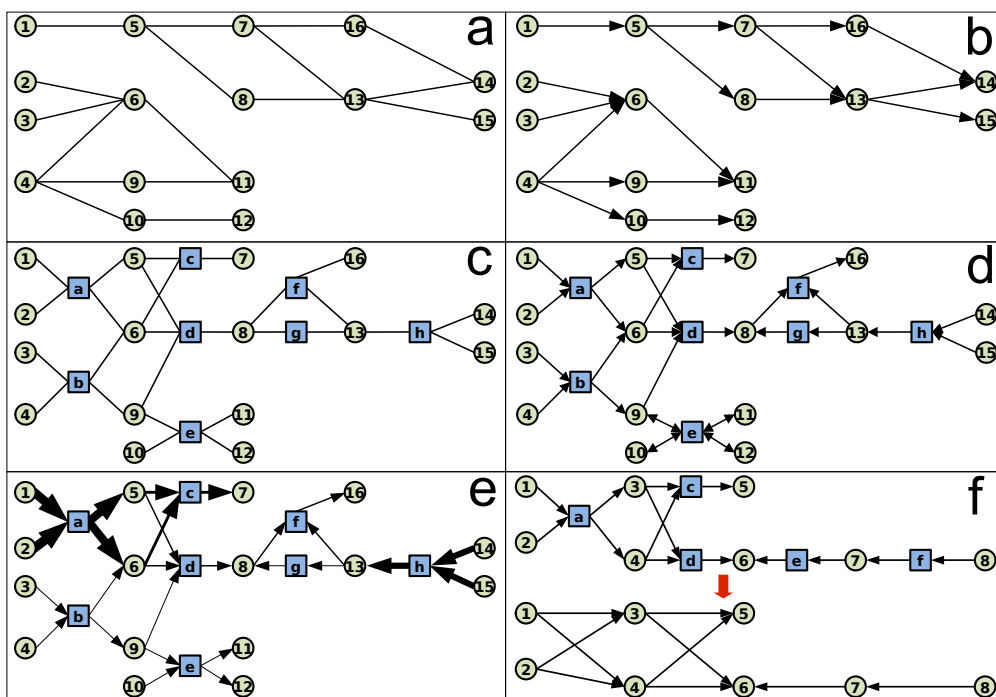 1 5 7 16 a
2 6 8 13 14
3 15
4 9 11
10 12
1 5 7 16 b
2 6 8 13 14
3 15
4 9 11
10 12
1 5 c 7 16 c
2 a f 14
6 d 8 g 13 h
3 b 15
4 9 e 11
10 12
1 5 c 7 16 d
2 a f 14
6 d 8 g 13 h
3 b 15
4 9 e 11
10 12
1 5 c 7 16 e
2 a f 14
6 d 8 g 13 h
3 b 15
4 9 e 11
10 12
1 3 c 5 f
2 a
4 d 6 e 7 f 8
1 3 5
2
4 6 7 8